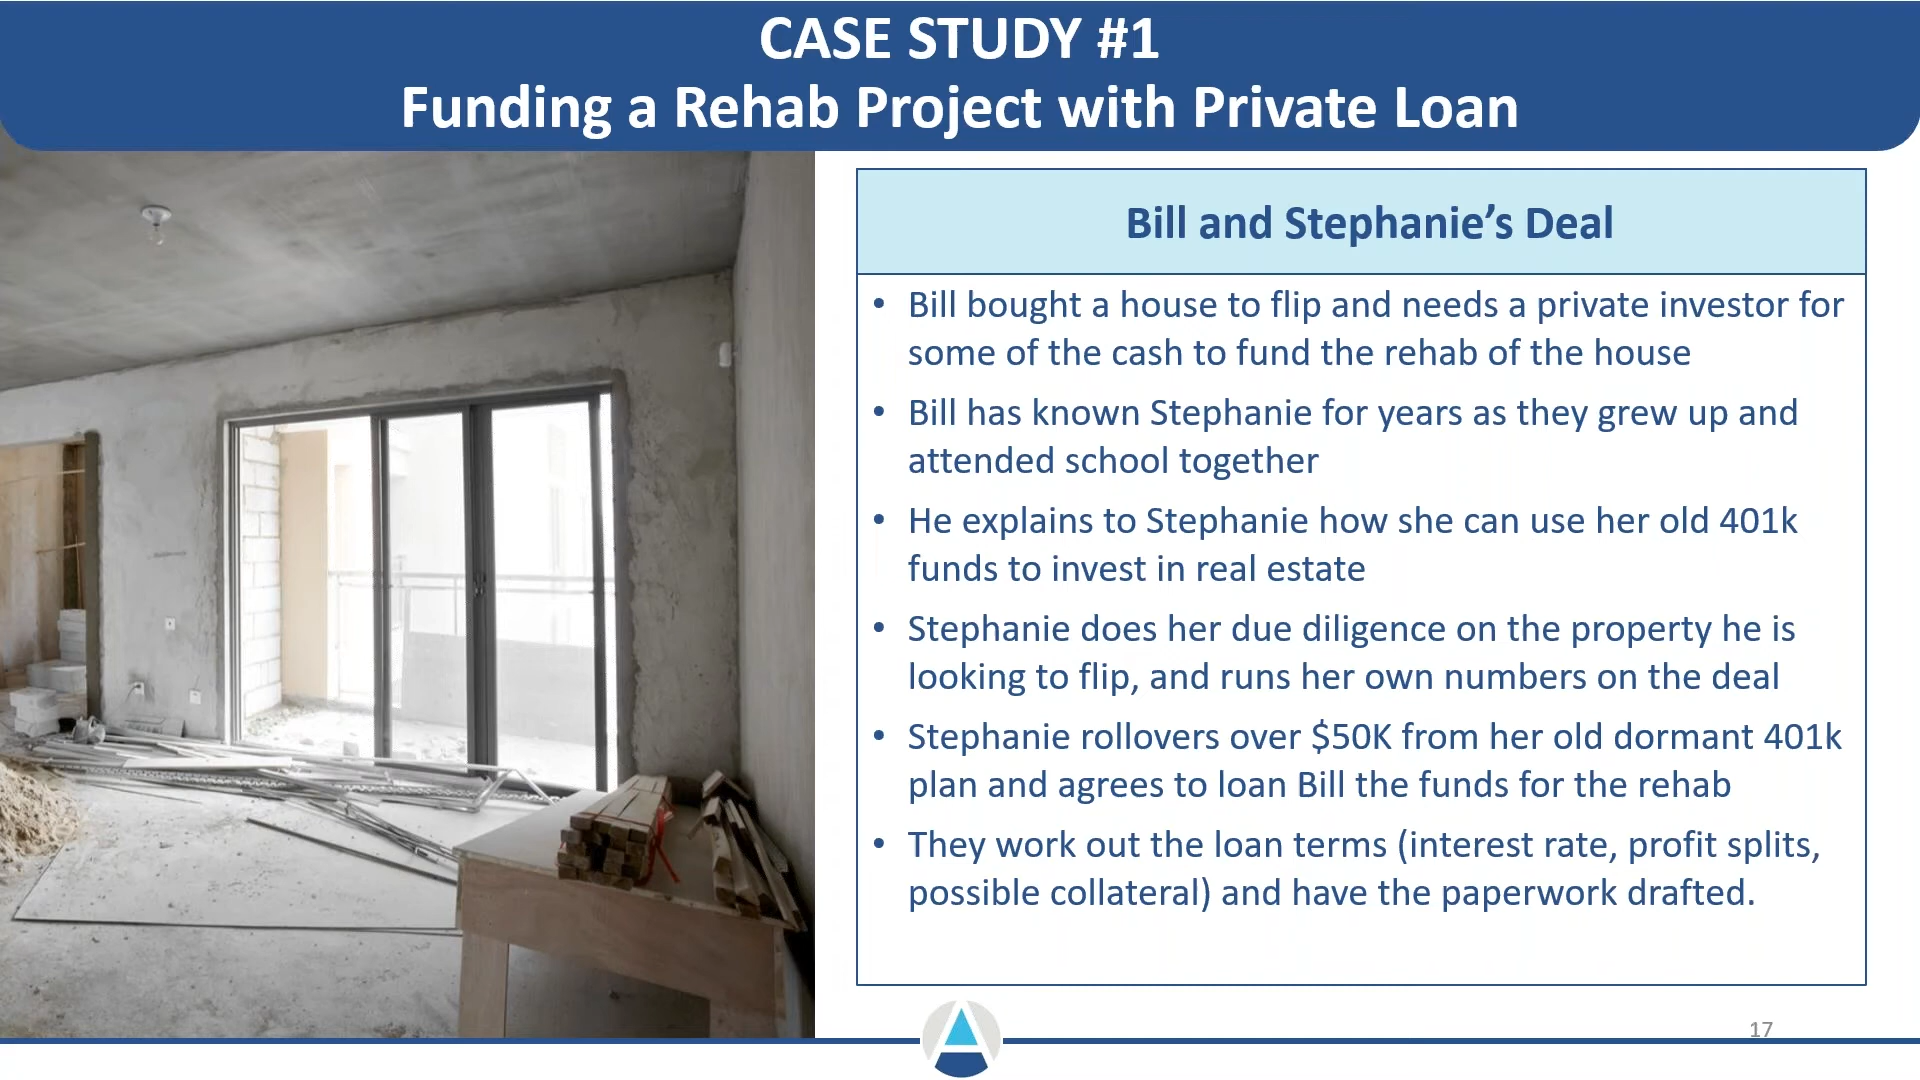 CASE STUDY #1
Funding a Rehab Project with Private Loan
Bill and Stephanie’s Deal
• Bill bought a house to flip and needs a private investor for
some of the cash to fund the rehab of the house
• Bill has known Stephanie for years as they grew up and
attended school together
• He explains to Stephanie how she can use her old 401k
funds to invest in real estate
• Stephanie does her due diligence on the property he is
looking to flip, and runs her own numbers on the deal
• Stephanie rollovers over $50K from her old dormant 401k
plan and agrees to loan Bill the funds for the rehab
• They work out the loan terms (interest rate, profit splits,
possible collateral) and have the paperwork drafted.
17